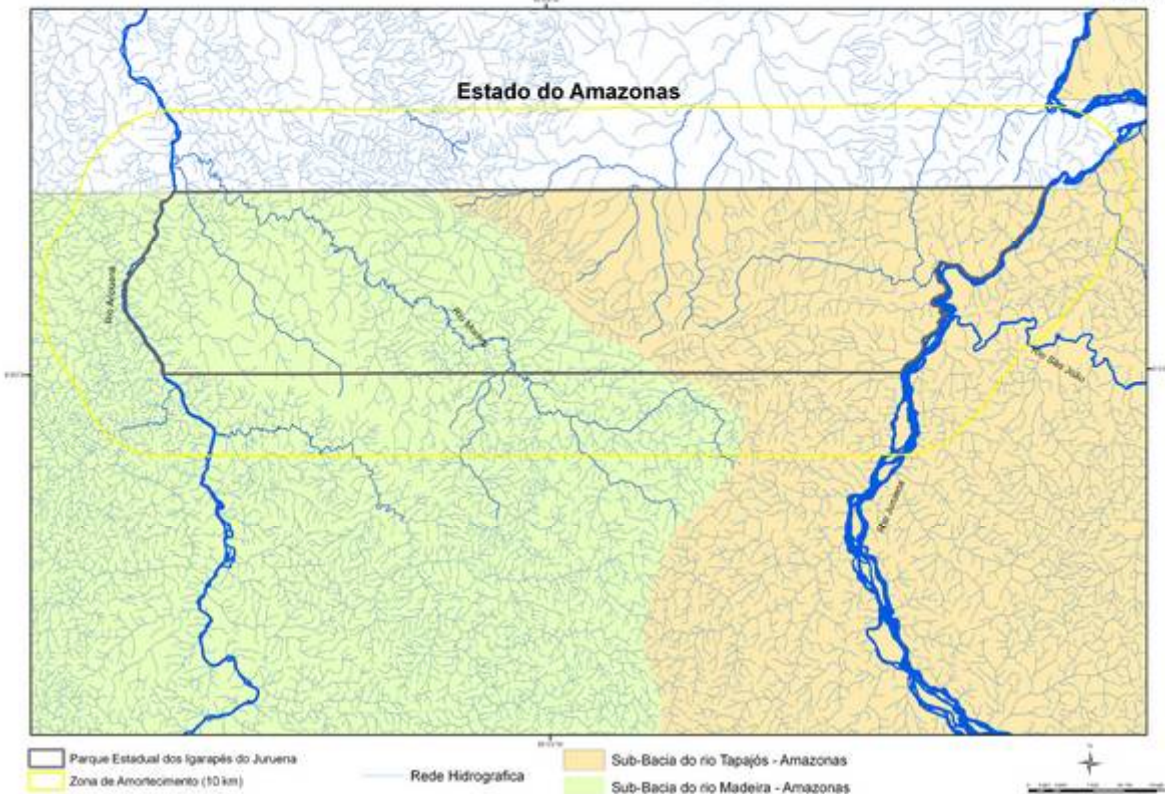 Estado do Amazonas
Rio
Rio
Rio São João
Rio Juruena
Parque Estadual dos Igarapés do Juruena
Zona de Amortecimento (10 km)
Rede Hidrografica
Sub-Bacia do rio Tapajós - Amazonas
Sub-Bacia do rio Madeira - Amazonas